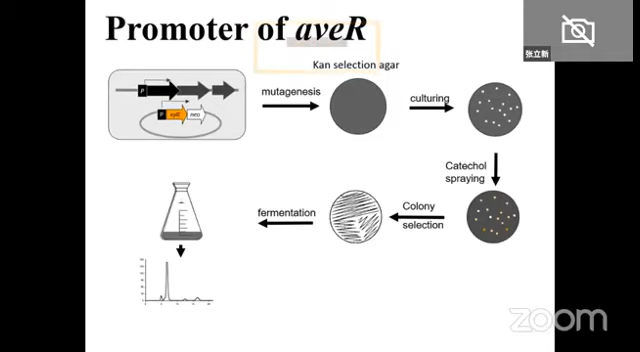 Promoter of aveR
张立新
Kan selection agar
mutagenesis
culturing
P
P
xylE
neo
Catechol
spraying
Colony
selection
fermentation
zoom